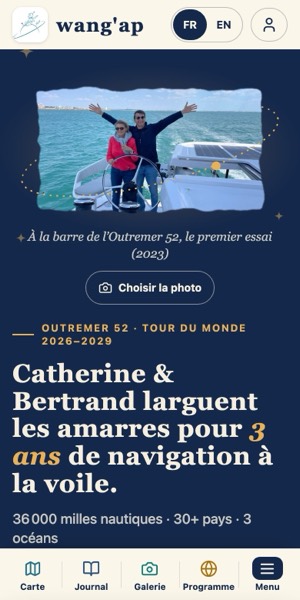 wang'ap
FR
EN
À la barre de l'Outremer 52, le premier essai
(2023)
Choisir la photo
OUTREMER 52 · TOUR DU MONDE
2026–2029
Catherine &
Bertrand larguent
les amarres pour 3
ans de navigation à
la voile.
36 000 milles nautiques · 30+ pays · 3
océans
Carte
Journal
Galerie
Programme
Menu